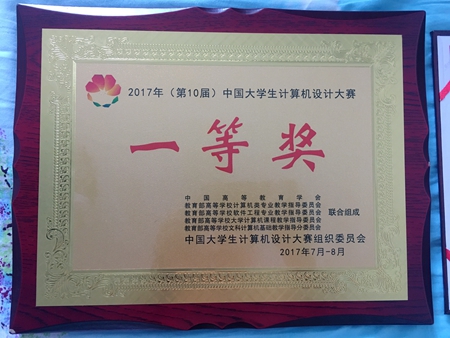 2017年（第10届）中国大学生计算机设计大赛
一等奖
中国高等教育学会
教育部高等学校计算机类专业教学指导委员会
教育部高等学校软件工程专业教学指导委员会
教育部高等学校大学计算机课程教学指导委员会
教育部高等学校文科计算机基础教学指导分委员会
联合组成
中国大学生计算机设计大赛组织委员会
2017年7月-8月